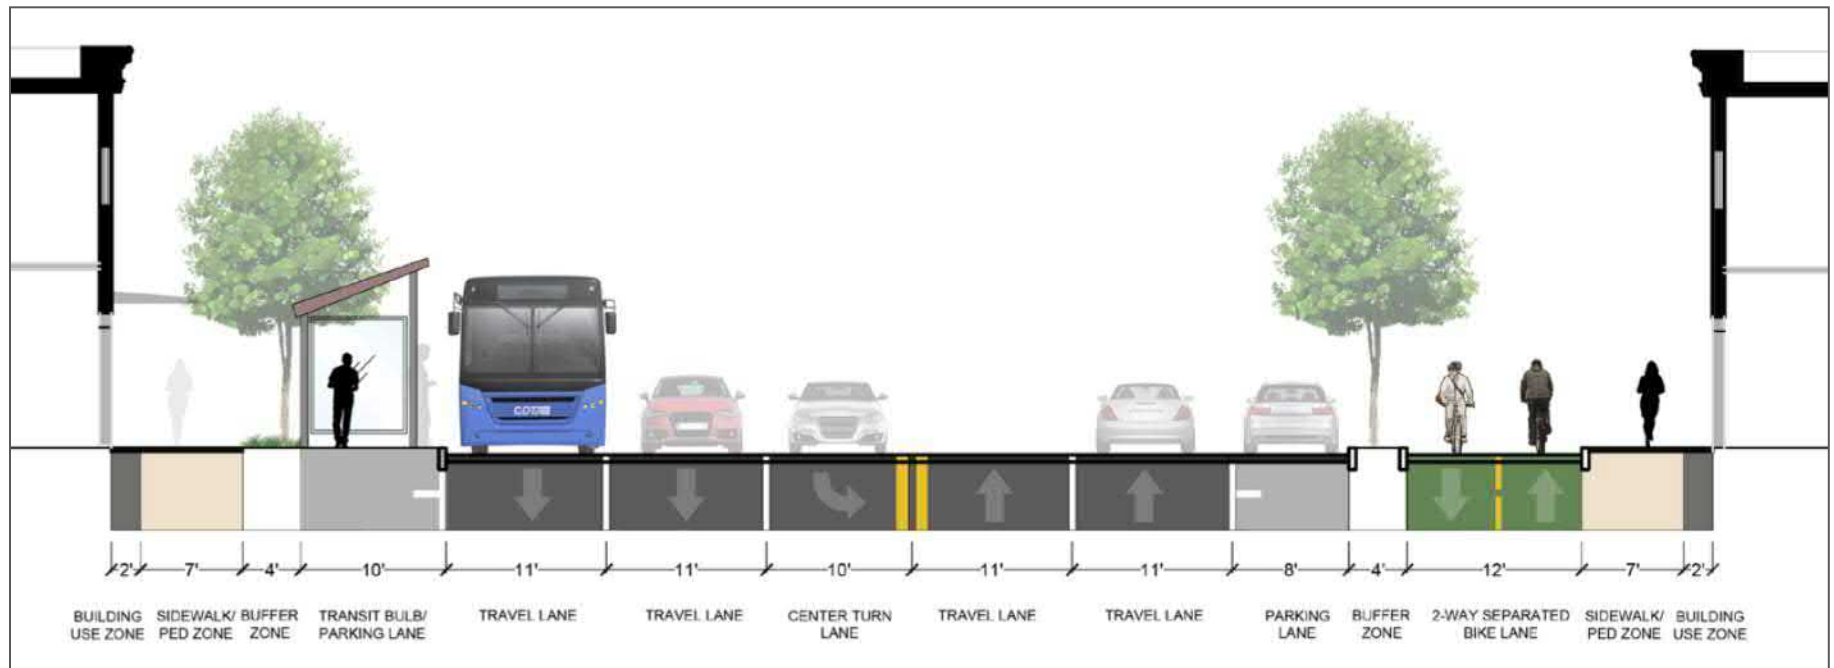 COTA
2'
7'
4'
10'
11'
11'
10'
11'
11'
8'
4'
12'
7'
2'
BUILDING
USE ZONE
SIDEWALK/
PED ZONE
BUFFER
ZONE
TRANSIT BULB/
PARKING LANE
TRAVEL LANE
TRAVEL LANE
CENTER TURN
LANE
TRAVEL LANE
TRAVEL LANE
PARKING
LANE
BUFFER
ZONE
2-WAY SEPARATED
BIKE LANE
SIDEWALK/
PED ZONE
BUILDING
USE ZONE